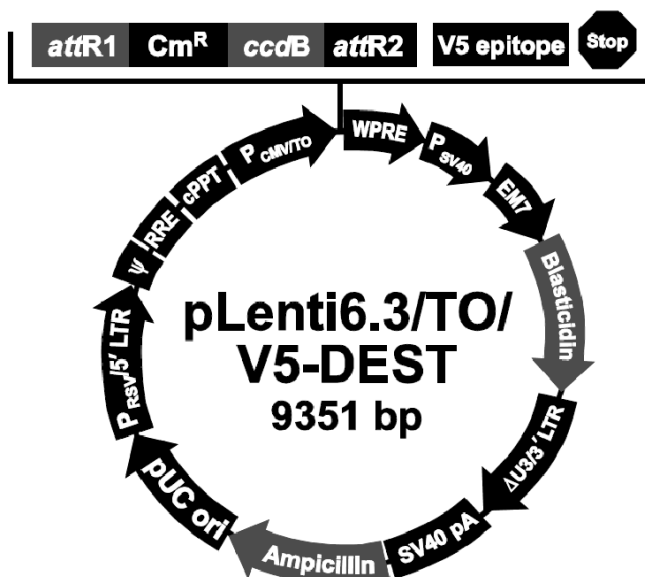 attR1 CmR ccdB attR2 V5 epitope Stop
WPRE
PSV40
EM7
Blasticidin
ΔU3/3′ LTR
SV40 pA
Ampicillin
pUC ori
PRSV/5′ LTR
Ψ
RRE
cPPT
PCMV/TO
pLenti6.3/TO/
V5-DEST
9351 bp